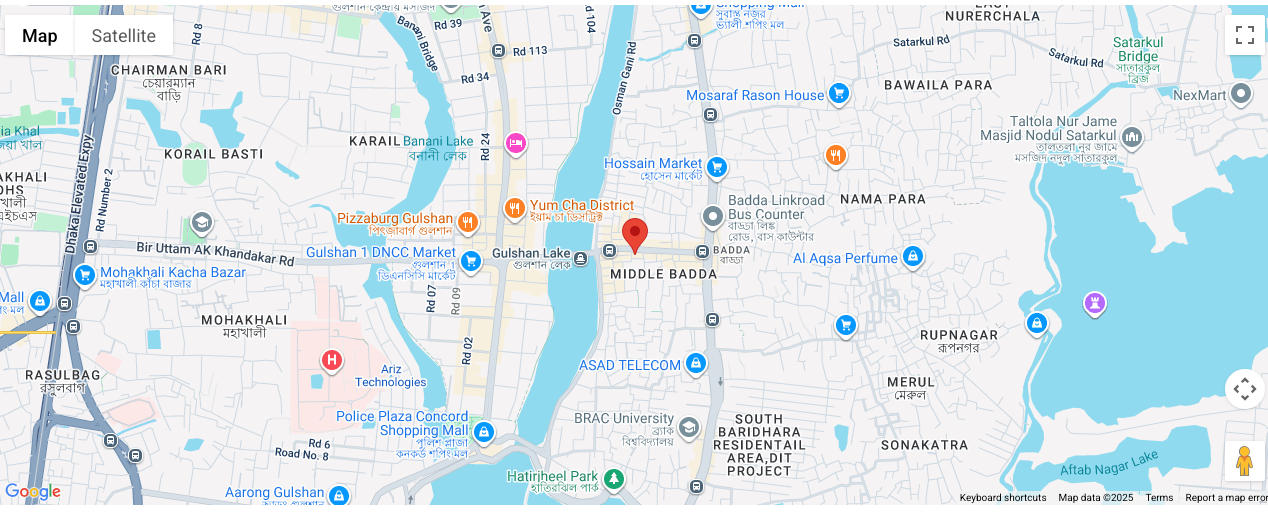 Map
Satellite
গুলশান কেন্দ্রীয় মসজিদ
Rd 39
Rd 104
Shopping Mall
সুবাস্ত নজর
ভ্যালী শপিং মল
EAST
NURERCHALA
Rd 8
Banani Bridge
Rd 113
Osman Gani Rd
Satarkul Rd
Satarkul Rd
Satarkul
Bridge
সাতারকুল
ব্রিজ
CHAIRMAN BARI
চেয়ারম্যান
বাড়ি
Rd 34
BAWAILA PARA
Mosaraf Rason House
NexMart
Taltola Nur Jame
Masjid Nodul Satarkul
তালতলা নুর জামে
মসজিদ নদুল সাতারকুল
KORAIL BASTI
KARAIL
Banani Lake
বনানী লেক
Rd 24
Hossain Market
হোসেন মার্কেট
NAMA PARA
Dhaka Elevated Expy
Rd Number 2
Pizzaburg Gulshan
পিৎজাবার্গ গুলশান
Yum Cha District
ইয়াম চা ডিসট্রিক্ট
Badda Linkroad
Bus Counter
বাড্ডা লিঙ্ক
রোড, বাস কাউন্টার
Bir Uttam AK Khandakar Rd
Gulshan 1 DNCC Market
গুলশান ১
ডিএনসিসি মার্কেট
Gulshan Lake
গুলশান লেক
BADDA
বাড্ডা
MIDDLE BADDA
Al Aqsa Perfume
Mohakhali Kacha Bazar
মহাখালী কাঁচা বাজার
Mall
Rd 07
Rd 09
MOHAKHALI
মহাখালী
RUPNAGAR
রূপনগর
Rd 02
RASULBAG
রসুলবাগ
H
Ariz
Technologies
ASAD TELECOM
MERUL
মেরুল
Police Plaza Concord
Shopping Mall
পুলিশ প্লাজা
কনকর্ড শপিং মল
BRAC University
ব্র্যাক
বিশ্ববিদ্যালয়
SOUTH
BARIDHARA
RESIDENTAIL
AREA,DIT
PROJECT
SONAKATRA
Rd 6
Road No. 8
Hatirjheel Park
হাতিরঝিল পার্ক
Aftab Nagar Lake
Aarong Gulshan
Google
Keyboard shortcuts
Map data ©2025
Terms
Report a map error